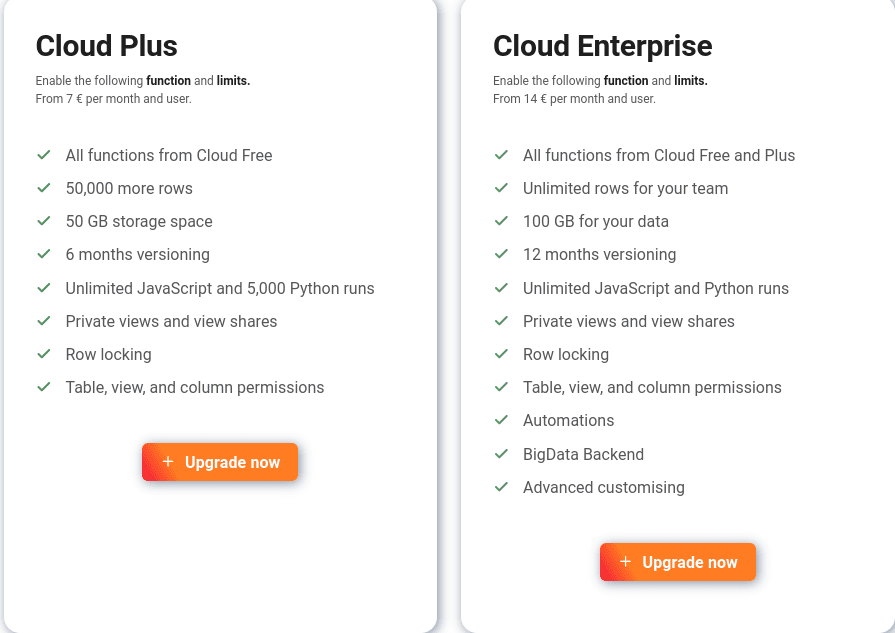 Cloud Plus
Enable the following function and limits.
From 7 € per month and user.
All functions from Cloud Free
50,000 more rows
50 GB storage space
6 months versioning
Unlimited JavaScript and 5,000 Python runs
Private views and view shares
Row locking
Table, view, and column permissions
+ Upgrade now
Cloud Enterprise
Enable the following function and limits.
From 14 € per month and user.
All functions from Cloud Free and Plus
Unlimited rows for your team
100 GB for your data
12 months versioning
Unlimited JavaScript and Python runs
Private views and view shares
Row locking
Table, view, and column permissions
Automations
BigData Backend
Advanced customising
+ Upgrade now